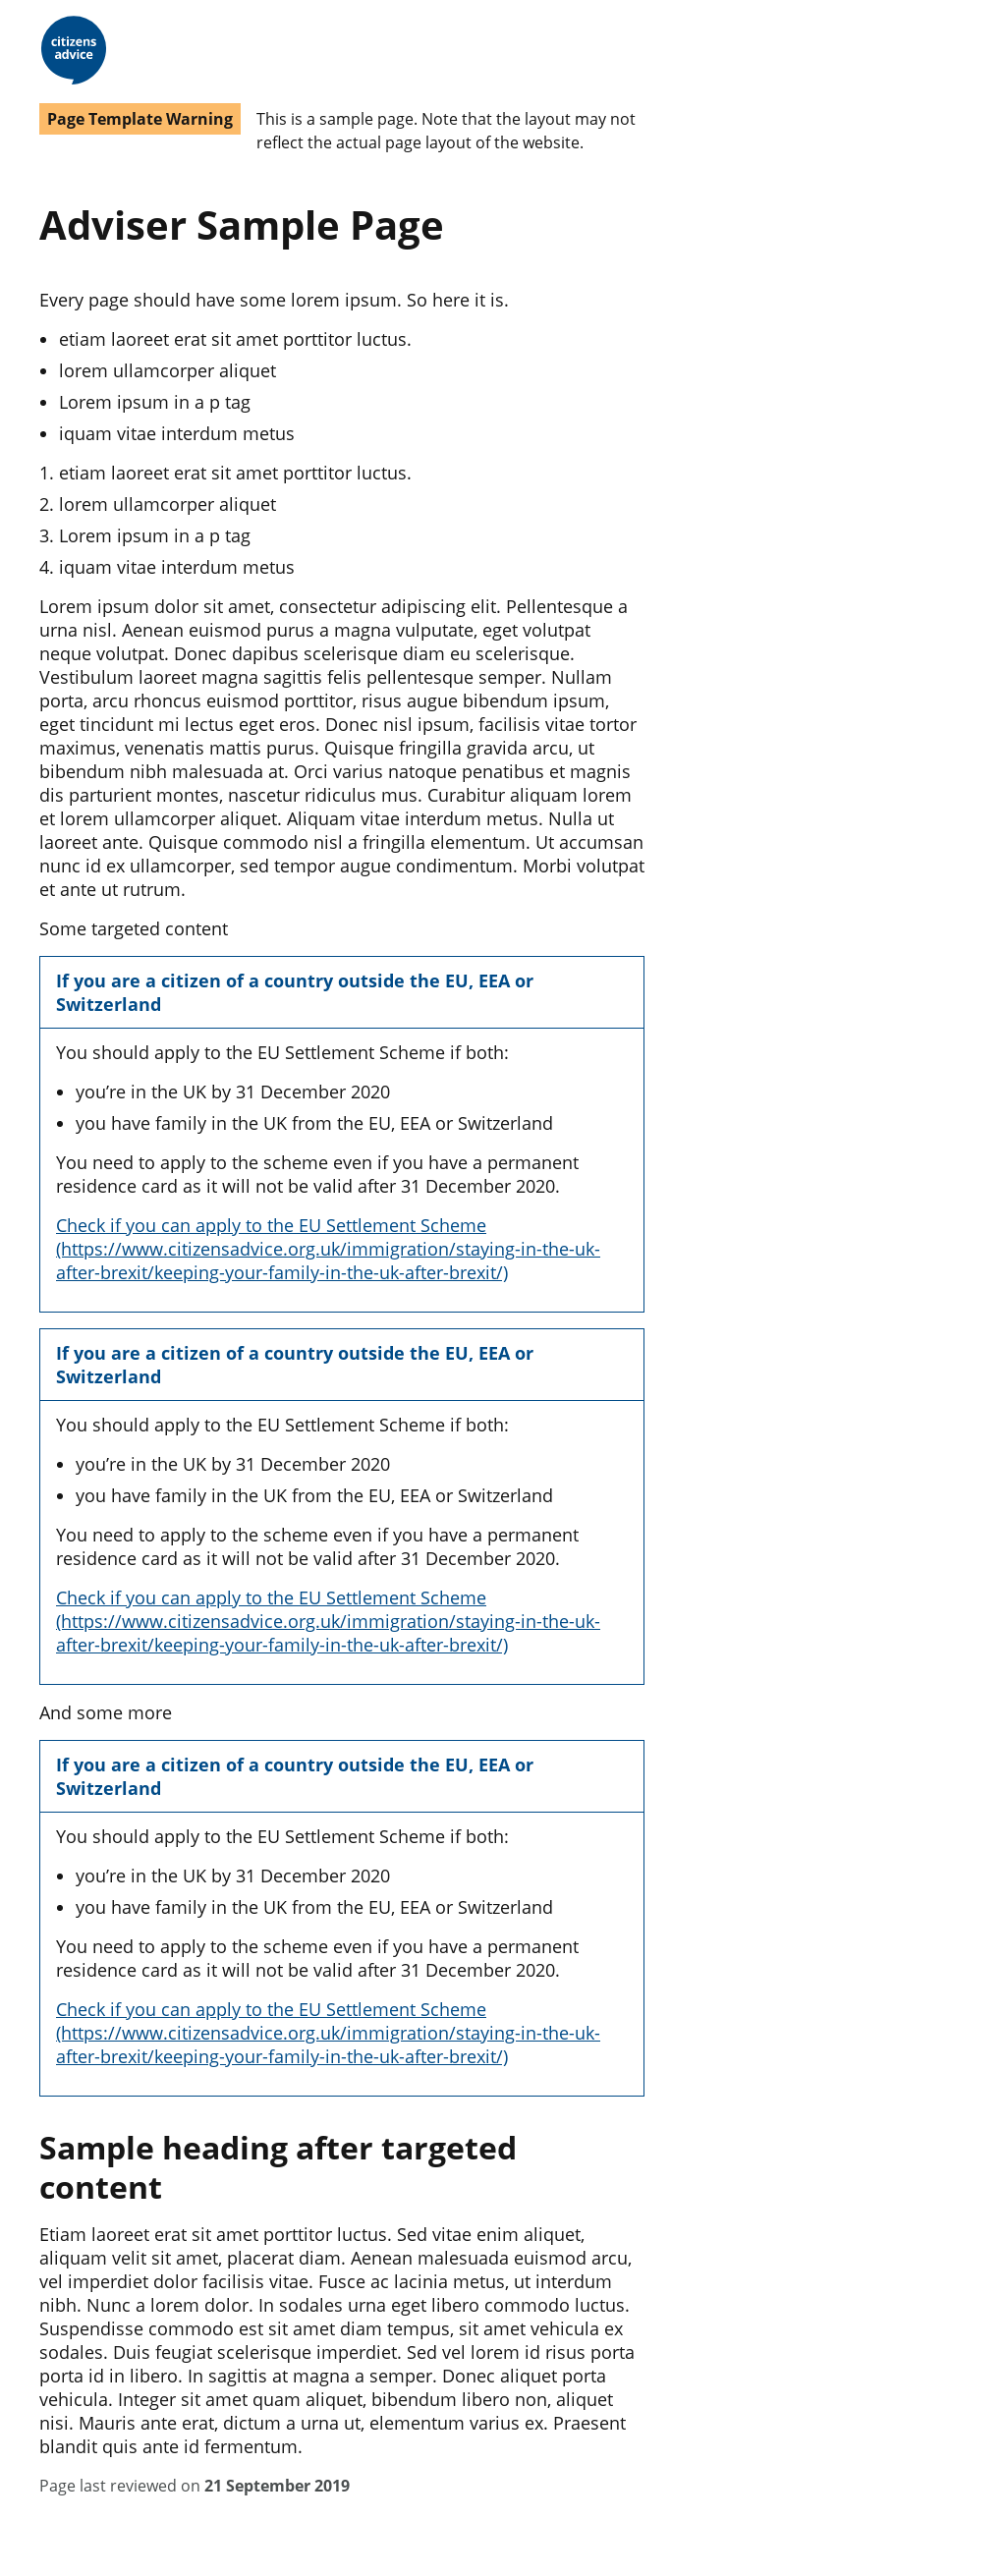 citizens
advice
Page Template Warning
This is a sample page. Note that the layout may not
reflect the actual page layout of the website.
Adviser Sample Page
Every page should have some lorem ipsum. So here it is.
• etiam laoreet erat sit amet porttitor luctus.
• lorem ullamcorper aliquet
• Lorem ipsum in a p tag
• iquam vitae interdum metus
1. etiam laoreet erat sit amet porttitor luctus.
2. lorem ullamcorper aliquet
3. Lorem ipsum in a p tag
4. iquam vitae interdum metus
Lorem ipsum dolor sit amet, consectetur adipiscing elit. Pellentesque a
urna nisl. Aenean euismod purus a magna vulputate, eget volutpat
neque volutpat. Donec dapibus scelerisque diam eu scelerisque.
Vestibulum laoreet magna sagittis felis pellentesque semper. Nullam
porta, arcu rhoncus euismod porttitor, risus augue bibendum ipsum,
eget tincidunt mi lectus eget eros. Donec nisl ipsum, facilisis vitae tortor
maximus, venenatis mattis purus. Quisque fringilla gravida arcu, ut
bibendum nibh malesuada at. Orci varius natoque penatibus et magnis
dis parturient montes, nascetur ridiculus mus. Curabitur aliquam lorem
et lorem ullamcorper aliquet. Aliquam vitae interdum metus. Nulla ut
laoreet ante. Quisque commodo nisl a fringilla elementum. Ut accumsan
nunc id ex ullamcorper, sed tempor augue condimentum. Morbi volutpat
et ante ut rutrum.
Some targeted content
If you are a citizen of a country outside the EU, EEA or
Switzerland
You should apply to the EU Settlement Scheme if both:
• you’re in the UK by 31 December 2020
• you have family in the UK from the EU, EEA or Switzerland
You need to apply to the scheme even if you have a permanent
residence card as it will not be valid after 31 December 2020.
Check if you can apply to the EU Settlement Scheme
(https://www.citizensadvice.org.uk/immigration/staying-in-the-uk-
after-brexit/keeping-your-family-in-the-uk-after-brexit/)
If you are a citizen of a country outside the EU, EEA or
Switzerland
You should apply to the EU Settlement Scheme if both:
• you’re in the UK by 31 December 2020
• you have family in the UK from the EU, EEA or Switzerland
You need to apply to the scheme even if you have a permanent
residence card as it will not be valid after 31 December 2020.
Check if you can apply to the EU Settlement Scheme
(https://www.citizensadvice.org.uk/immigration/staying-in-the-uk-
after-brexit/keeping-your-family-in-the-uk-after-brexit/)
And some more
If you are a citizen of a country outside the EU, EEA or
Switzerland
You should apply to the EU Settlement Scheme if both:
• you’re in the UK by 31 December 2020
• you have family in the UK from the EU, EEA or Switzerland
You need to apply to the scheme even if you have a permanent
residence card as it will not be valid after 31 December 2020.
Check if you can apply to the EU Settlement Scheme
(https://www.citizensadvice.org.uk/immigration/staying-in-the-uk-
after-brexit/keeping-your-family-in-the-uk-after-brexit/)
Sample heading after targeted
content
Etiam laoreet erat sit amet porttitor luctus. Sed vitae enim aliquet,
aliquam velit sit amet, placerat diam. Aenean malesuada euismod arcu,
vel imperdiet dolor facilisis vitae. Fusce ac lacinia metus, ut interdum
nibh. Nunc a lorem dolor. In sodales urna eget libero commodo luctus.
Suspendisse commodo est sit amet diam tempus, sit amet vehicula ex
sodales. Duis feugiat scelerisque imperdiet. Sed vel lorem id risus porta
porta id in libero. In sagittis at magna a semper. Donec aliquet porta
vehicula. Integer sit amet quam aliquet, bibendum libero non, aliquet
nisi. Mauris ante erat, dictum a urna ut, elementum varius ex. Praesent
blandit quis ante id fermentum.
Page last reviewed on 21 September 2019